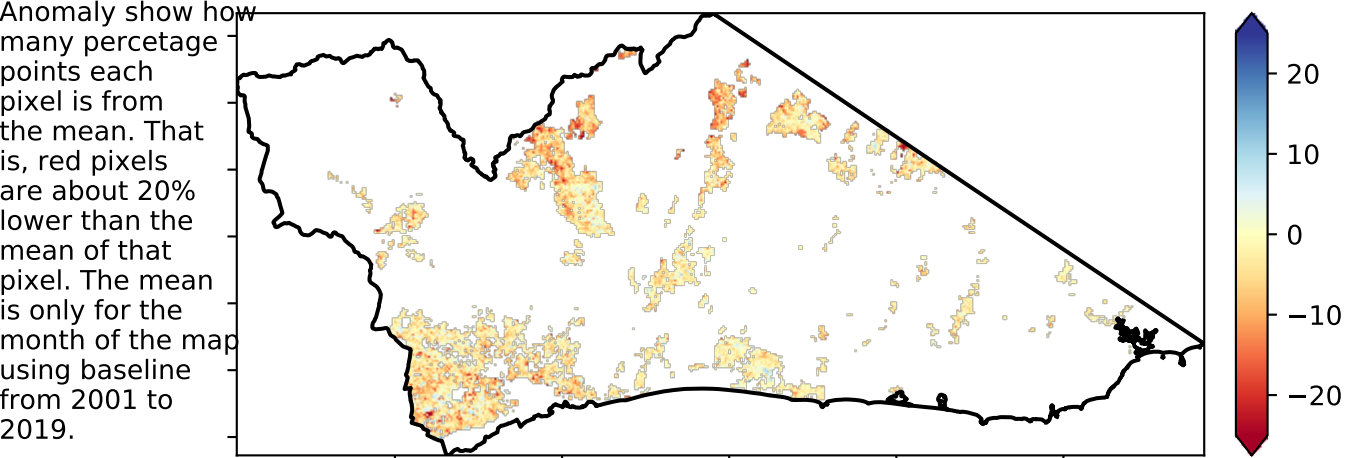 Anomaly show how
many percetage
points each
pixel is from
the mean. That
is, red pixels
are about 20%
lower than the
mean of that
pixel. The mean
is only for the
month of the map
using baseline
from 2001 to
2019.
20
10
0
−10
−20